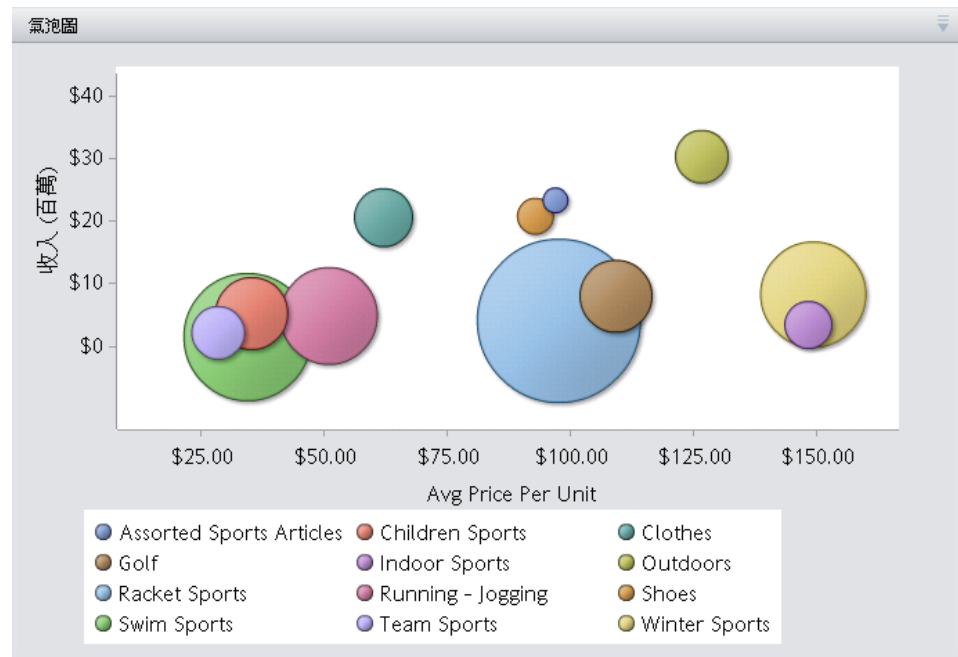 氣泡圖
$40
$30
$20
$10
$0
收入 (百萬)
$25.00 $50.00 $75.00 $100.00 $125.00 $150.00
Avg Price Per Unit
Assorted Sports Articles Children Sports Clothes
Golf Indoor Sports Outdoors
Racket Sports Running - Jogging Shoes
Swim Sports Team Sports Winter Sports